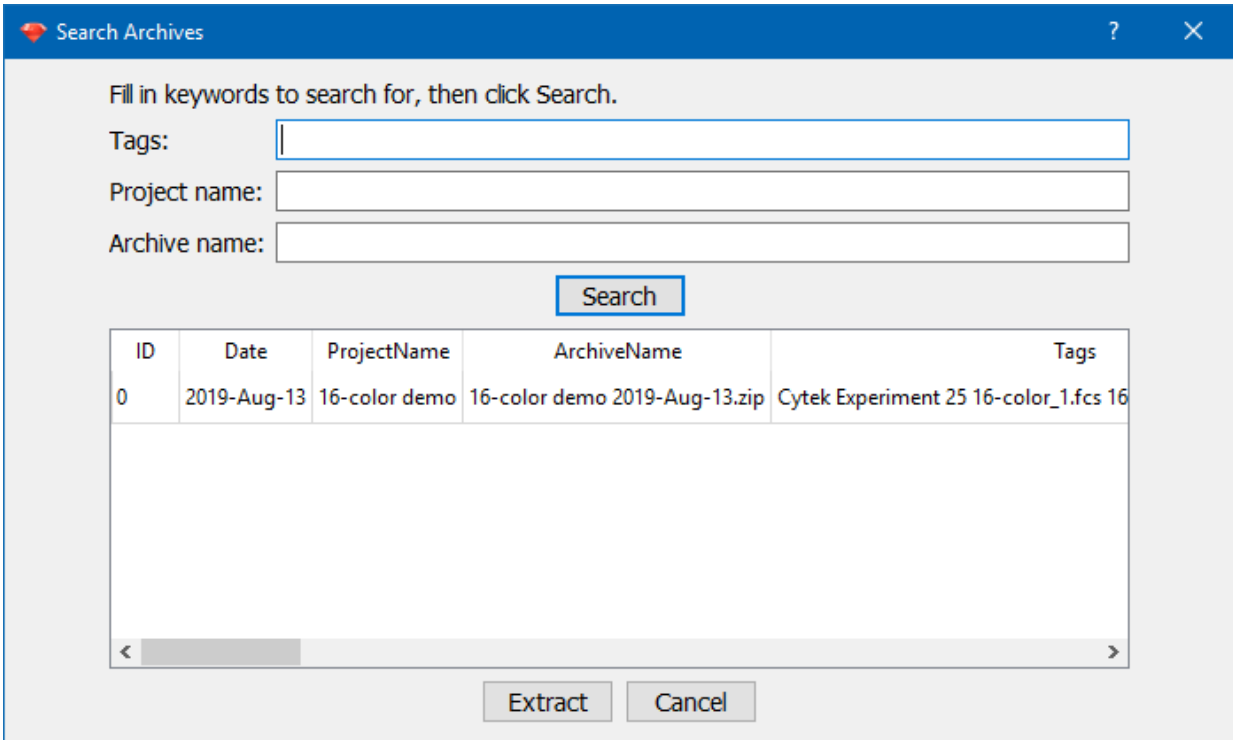 Search Archives ?
Fill in keywords to search for, then click Search.
Tags:
Project name:
Archive name:
Search
ID Date ProjectName ArchiveName Tags
0 2019-Aug-13 16-color demo 16-color demo 2019-Aug-13.zip Cytek Experiment 25 16-color_1.fcs 16
Extract Cancel